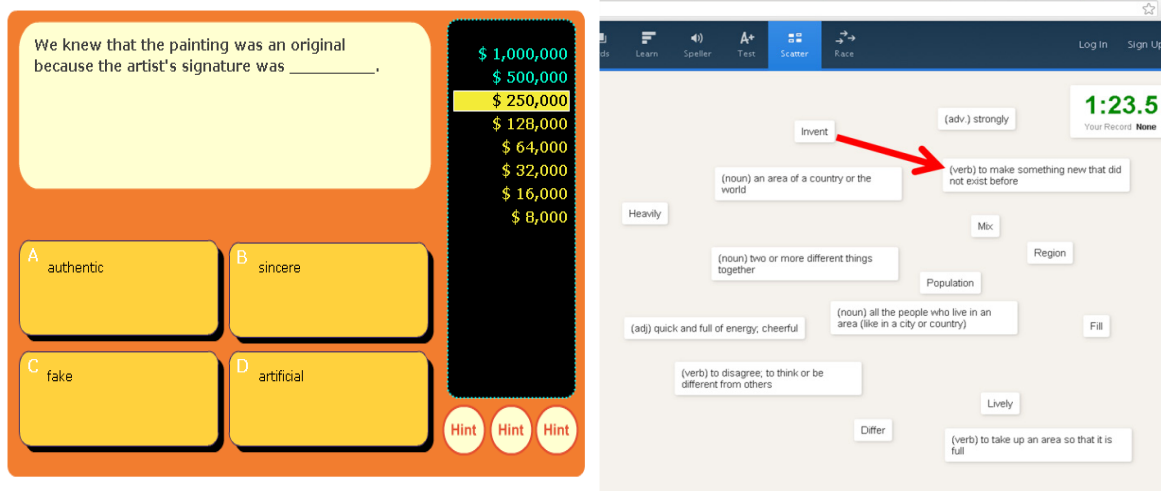 We knew that the painting was an original
because the artist's signature was __________.
$ 1,000,000
$ 500,000
$ 250,000
$ 128,000
$ 64,000
$ 32,000
$ 16,000
$ 8,000
A
authentic
B
sincere
C
fake
D
artificial
Hint
Hint
Hint
Learn
Speller
A+
Test
Scatter
Race
Log In
1:23.5
Your Record None
Invent
(adv.) strongly
(verb) to make something new that did
not exist before
(noun) an area of a country or the
world
Heavily
Mix
Region
(noun) two or more different things
together
Population
(noun) all the people who live in an
area (like in a city or country)
(adj) quick and full of energy; cheerful
Fill
(verb) to disagree; to think or be
different from others
Lively
Differ
(verb) to take up an area so that it is
full